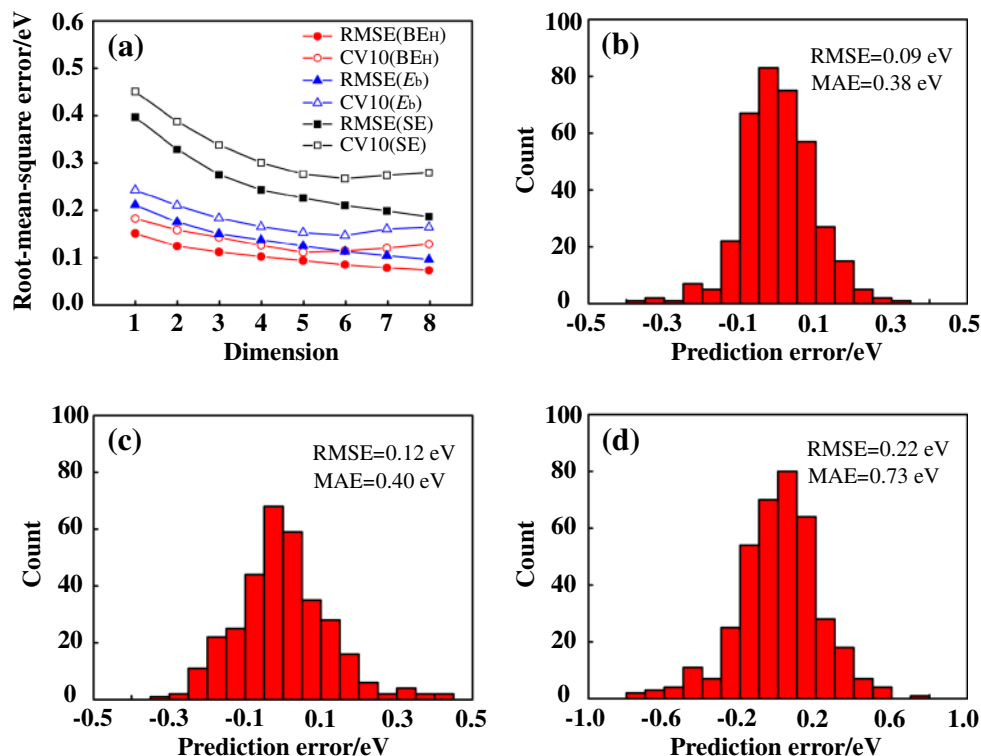 (a)
RMSE(BEH)
CV10(BEH)
RMSE(Eb)
CV10(Eb)
RMSE(SE)
CV10(SE)
Root-mean-square error/eV
0.6
0.5
0.4
0.3
0.2
0.1
0.0
1 2 3 4 5 6 7 8
Dimension
(b)
RMSE=0.09 eV
MAE=0.38 eV
Count
100
80
60
40
20
0
-0.5 -0.3 -0.1 0.1 0.3 0.5
Prediction error/eV
(c)
RMSE=0.12 eV
MAE=0.40 eV
Count
100
80
60
40
20
0
-0.5 -0.3 -0.1 0.1 0.3 0.5
Prediction error/eV
(d)
RMSE=0.22 eV
MAE=0.73 eV
Count
100
80
60
40
20
0
-1.0 -0.6 -0.2 0.2 0.6 1.0
Prediction error/eV